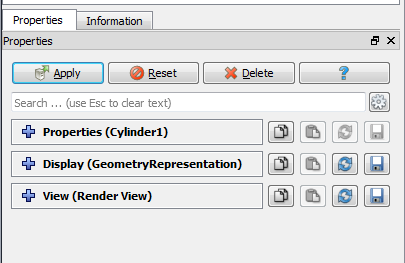 Properties Information
Properties
Apply Reset Delete ?
Search ... (use Esc to clear text)
Properties (Cylinder1)
Display (GeometryRepresentation)
View (Render View)